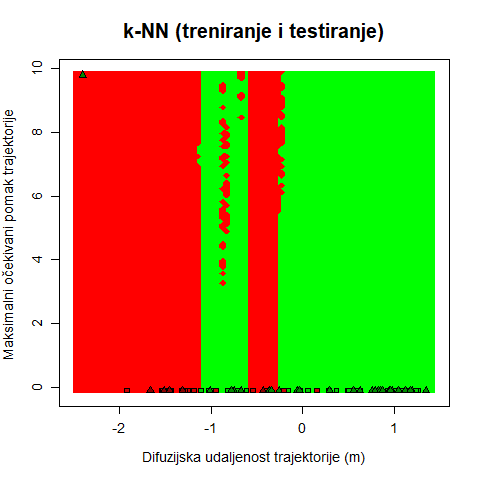 k-NN (treniranje i testiranje)
Maksimalni očekivani pomak trajektorije
10
8
6
4
2
0
-2 -1 0 1
Difuzijska udaljenost trajektorije (m)